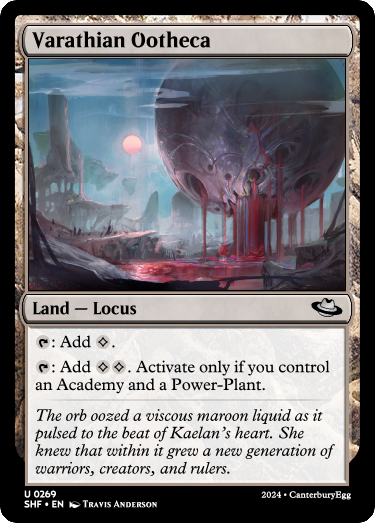 Varathian Ootheca
Land — Locus
: Add .
: Add . Activate only if you control
an Academy and a Power-Plant.
The orb oozed a viscous maroon liquid as it
pulsed to the beat of Kaelan's heart. She
knew that within it grew a new generation of
warriors, creators, and rulers.
U 0269
SHF • EN Travis Anderson
2024 • CanterburyEgg